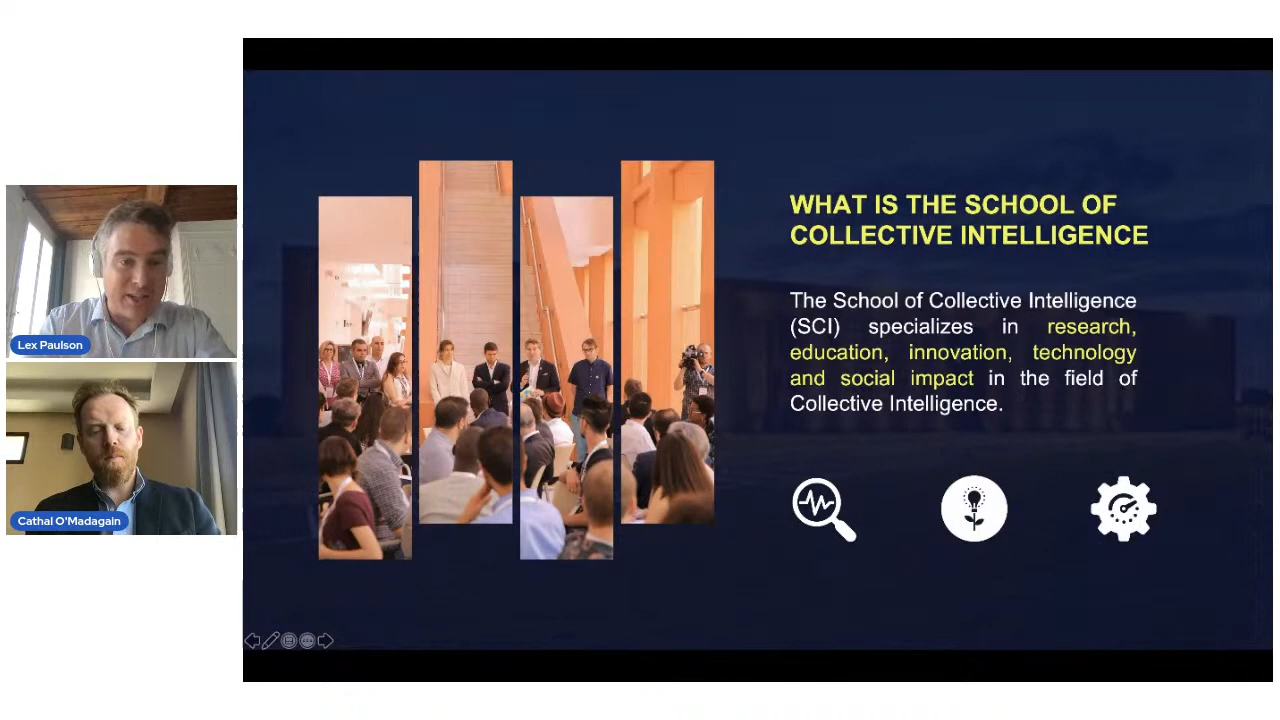 Lex Paulson
Cathal O'Madagain
WHAT IS THE SCHOOL OF
COLLECTIVE INTELLIGENCE
The School of Collective Intelligence
(SCI) specializes in research,
education, innovation, technology
and social impact in the field of
Collective Intelligence.